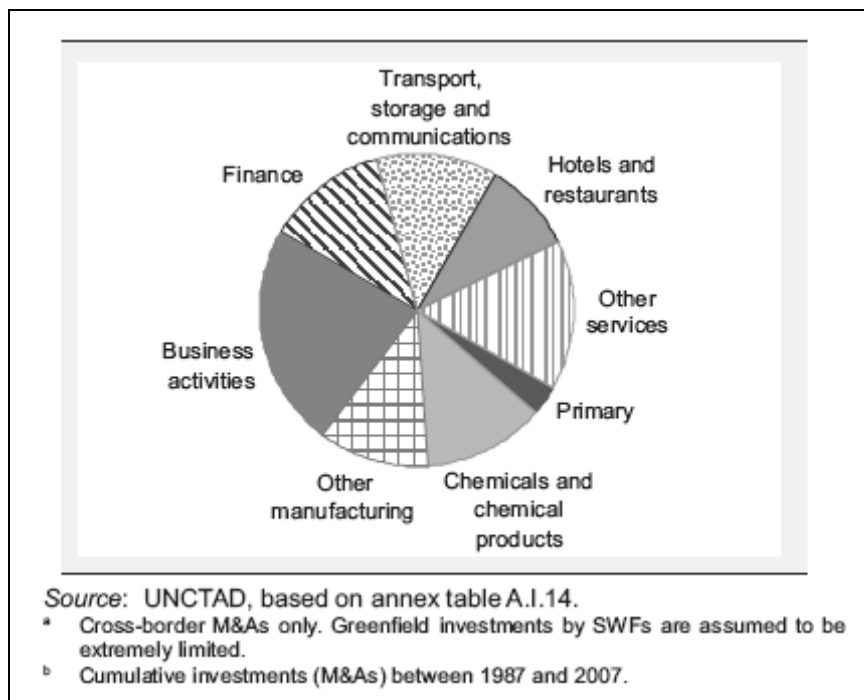 Transport,
storage and
communications
Hotels and
restaurants
Finance
Other
services
Business
activities
Primary
Other
manufacturing
Chemicals and
chemical
products
Source: UNCTAD, based on annex table A.I.14.
a Cross-border M&As only. Greenfield investments by SWFs are assumed to be
extremely limited.
b Cumulative investments (M&As) between 1987 and 2007.